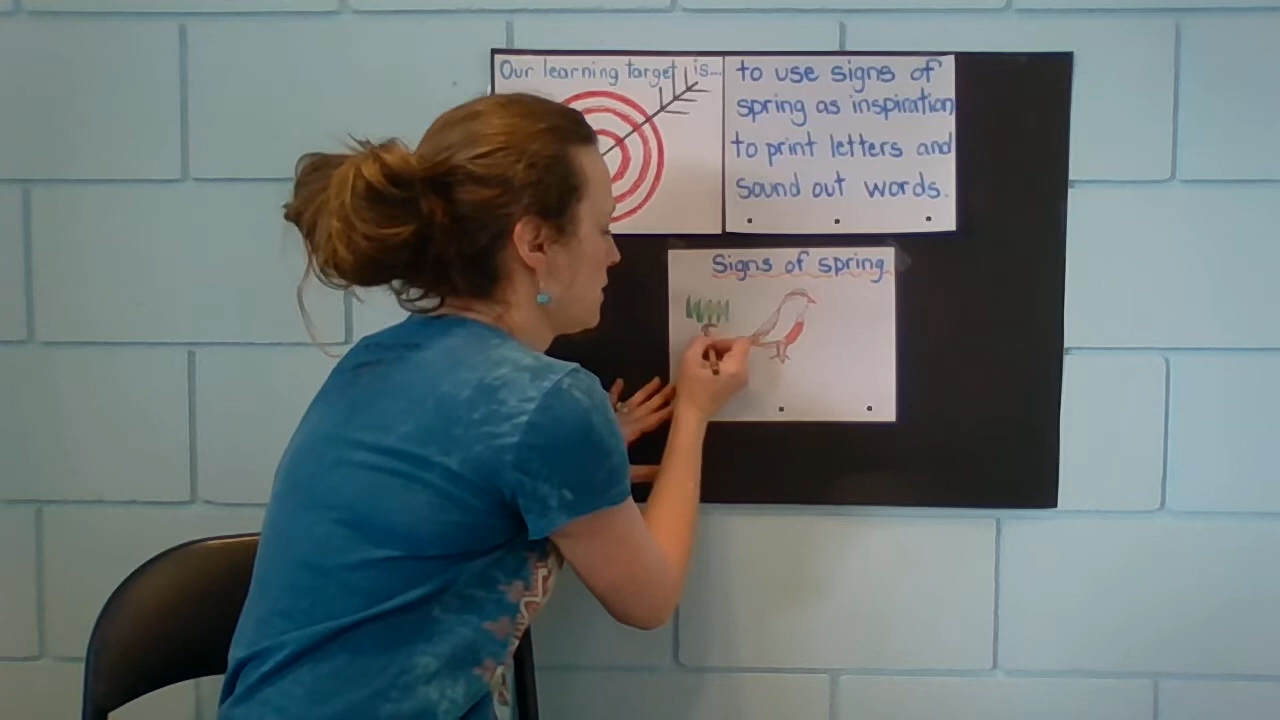 Our learning target is...
to use signs of
spring as inspiration
to print letters and
sound out words.
Signs of spring